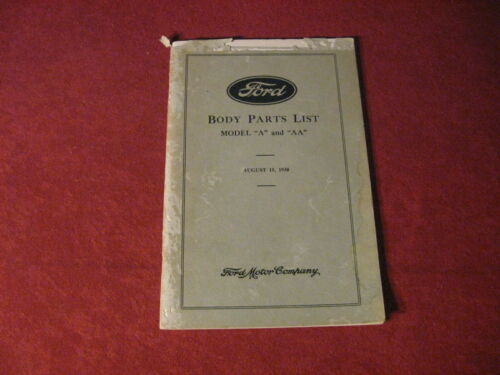 Ford
BODY PARTS LIST
MODEL "A" and "AA"
AUGUST 15, 1930
Ford Motor Company